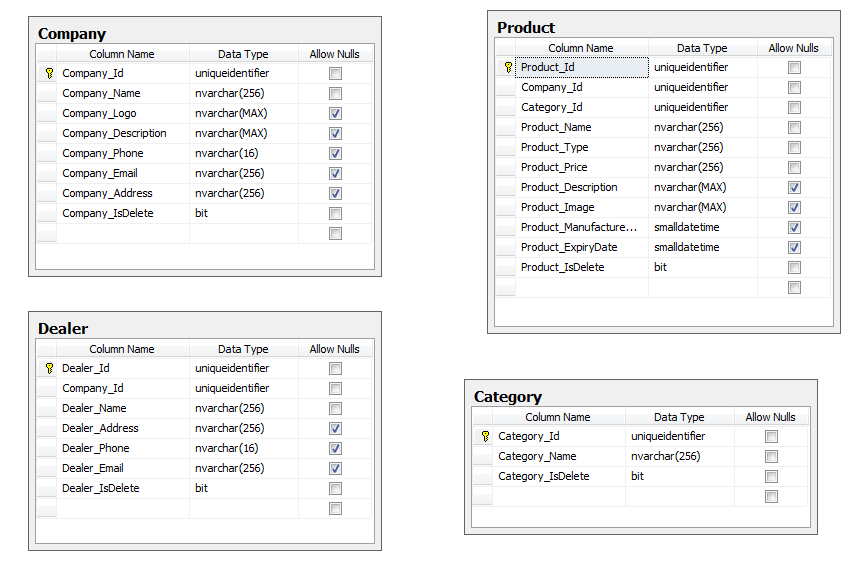 Company
Column Name Data Type Allow Nulls
Company_Id uniqueidentifier
Company_Name nvarchar(256)
Company_Logo nvarchar(MAX)
Company_Description nvarchar(MAX)
Company_Phone nvarchar(16)
Company_Email nvarchar(256)
Company_Address nvarchar(256)
Company_IsDelete bit
Product
Column Name Data Type Allow Nulls
Product_Id uniqueidentifier
Company_Id uniqueidentifier
Category_Id uniqueidentifier
Product_Name nvarchar(256)
Product_Type nvarchar(256)
Product_Price nvarchar(256)
Product_Description nvarchar(MAX)
Product_Image nvarchar(MAX)
Product_Manufacture... smalldatetime
Product_ExpiryDate smalldatetime
Product_IsDelete bit
Dealer
Column Name Data Type Allow Nulls
Dealer_Id uniqueidentifier
Company_Id uniqueidentifier
Dealer_Name nvarchar(256)
Dealer_Address nvarchar(256)
Dealer_Phone nvarchar(16)
Dealer_Email nvarchar(256)
Dealer_IsDelete bit
Category
Column Name Data Type Allow Nulls
Category_Id uniqueidentifier
Category_Name nvarchar(256)
Category_IsDelete bit